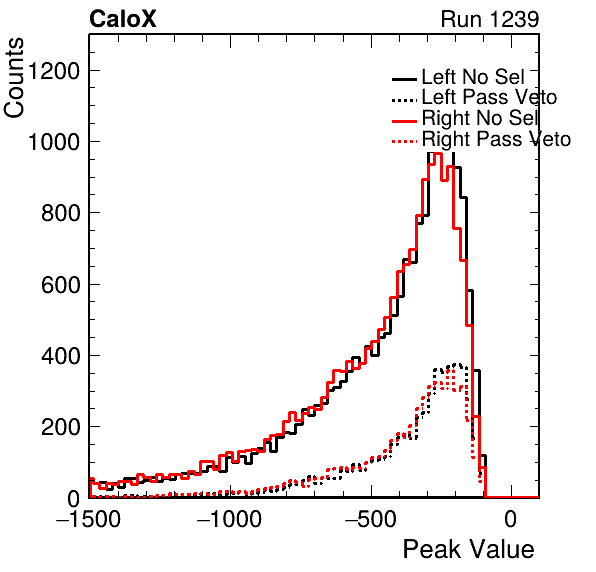 CaloX Run 1239
Counts
1200
1000
800
600
400
200
0
Left No Sel
Left Pass Veto
Right No Sel
Right Pass Veto
−1500 −1000 −500 0
Peak Value